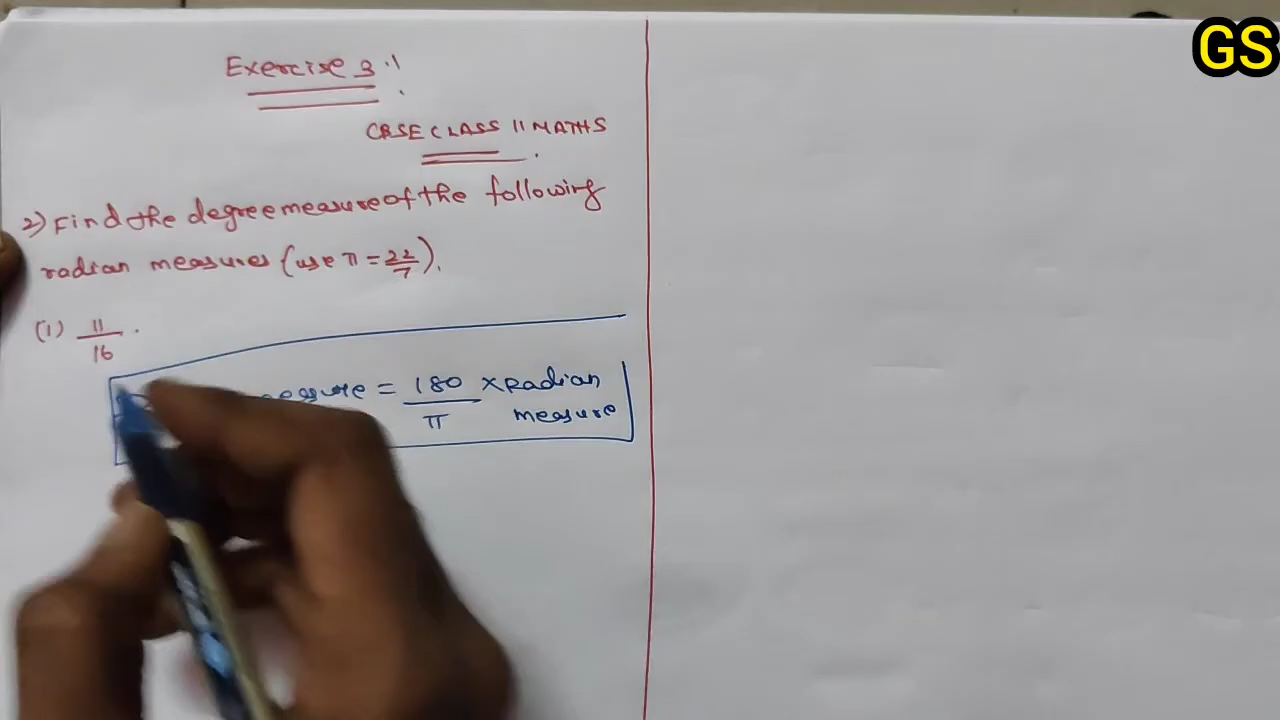 GS
Exercise 3.1
CBSE CLASS 11 MATHS
2) Find the degree measure of the following
radian measures (use π = 22/7).
(1) 11/16.
= 180/π × Radian
measure